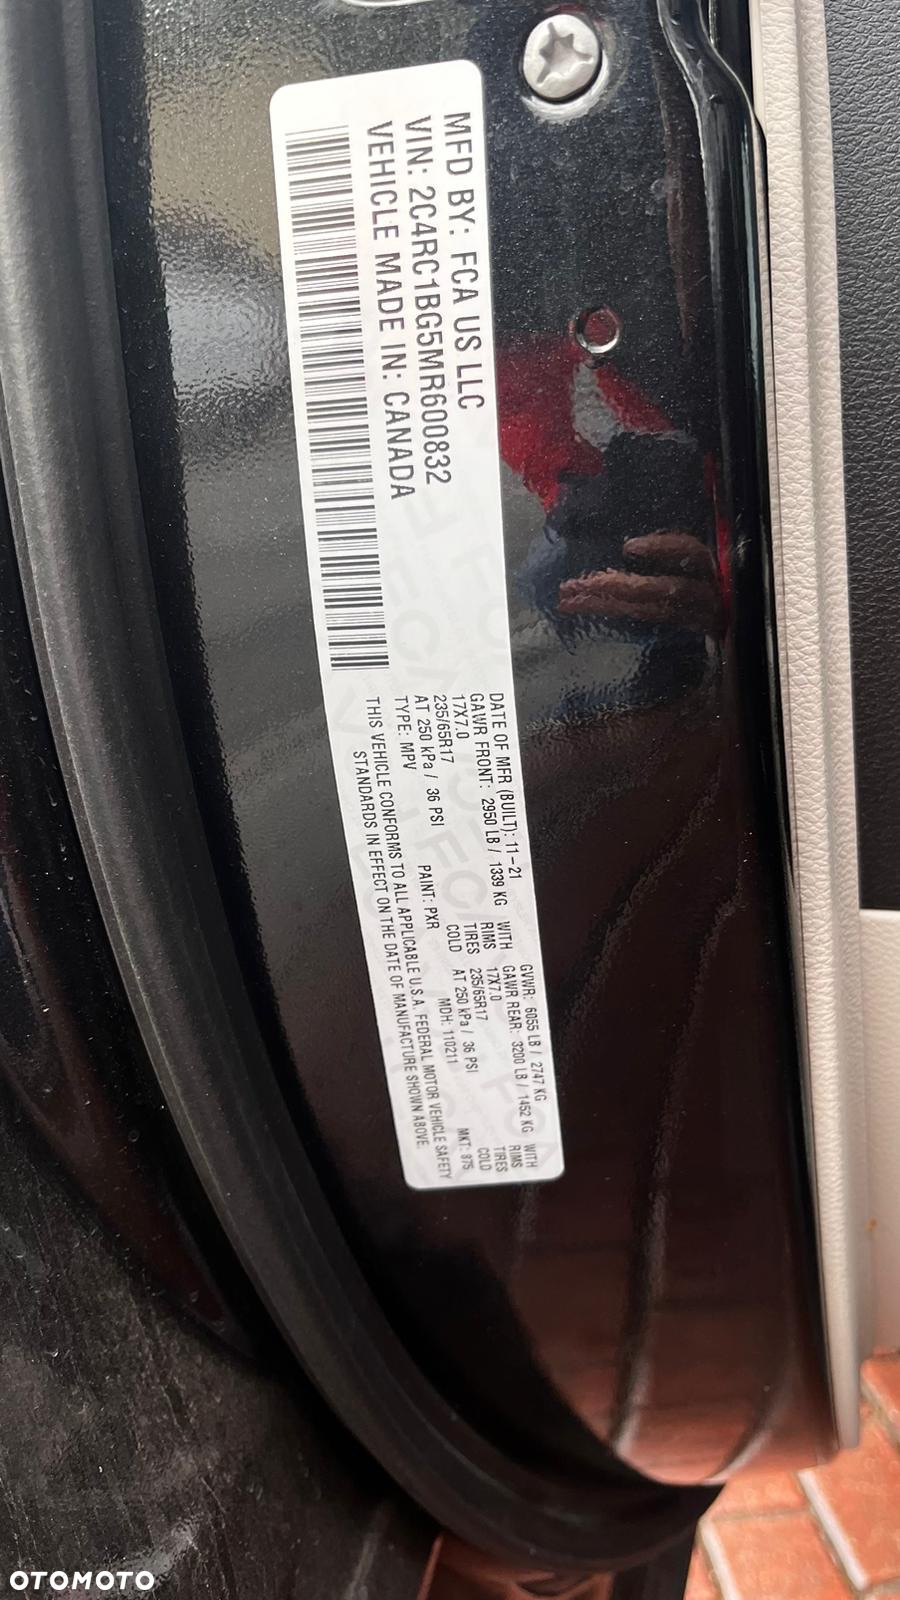 MFD BY: FCA US LLC
VIN: 2C4RC1BG5MR600832
VEHICLE MADE IN: CANADA
DATE OF MFR (BUILT): 11-21
GVWR: 6055 LB / 2747 KG
GAWR FRONT: 2950 LB / 1339 KG WITH
GAWR REAR: 3200 LB / 1452 KG WITH
17X7.0 RIMS
17X7.0 RIMS
235/65R17 TIRES
235/65R17 TIRES
AT 250 kPa / 36 PSI COLD
AT 250 kPa / 36 PSI COLD
TYPE: MPV PAINT: PXR MDH: 110211 MKT: 875
THIS VEHICLE CONFORMS TO ALL APPLICABLE U.S.A. FEDERAL MOTOR VEHICLE SAFETY
STANDARDS IN EFFECT ON THE DATE OF MANUFACTURE SHOWN ABOVE.
OTOMOTO